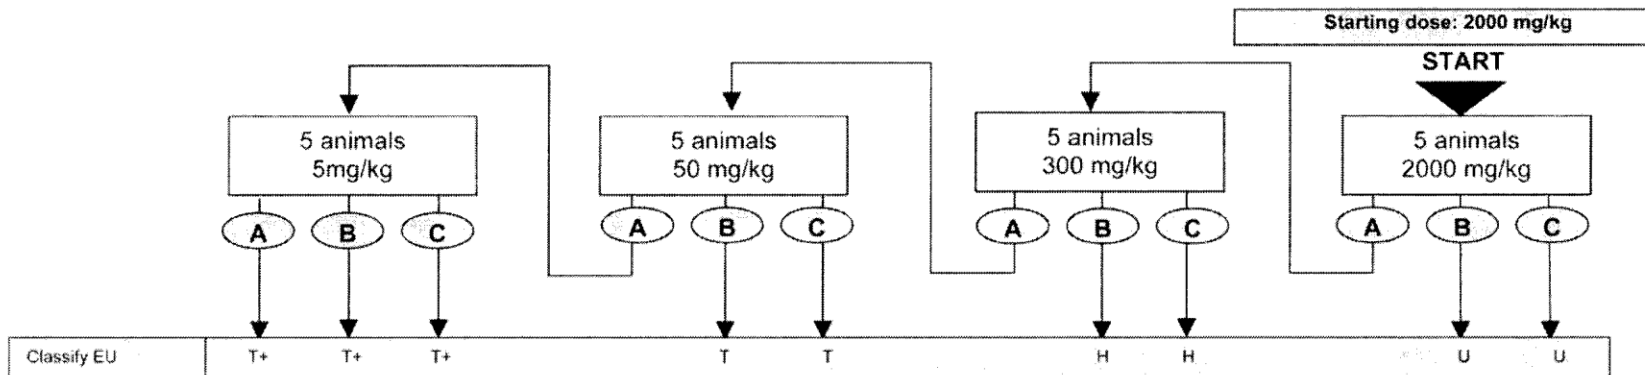 Starting dose: 2000 mg/kg
START
5 animals
5mg/kg
5 animals
50 mg/kg
5 animals
300 mg/kg
5 animals
2000 mg/kg
A B C A B C A B C A B C
Classify EU T+ T+ T+ T T H H U U